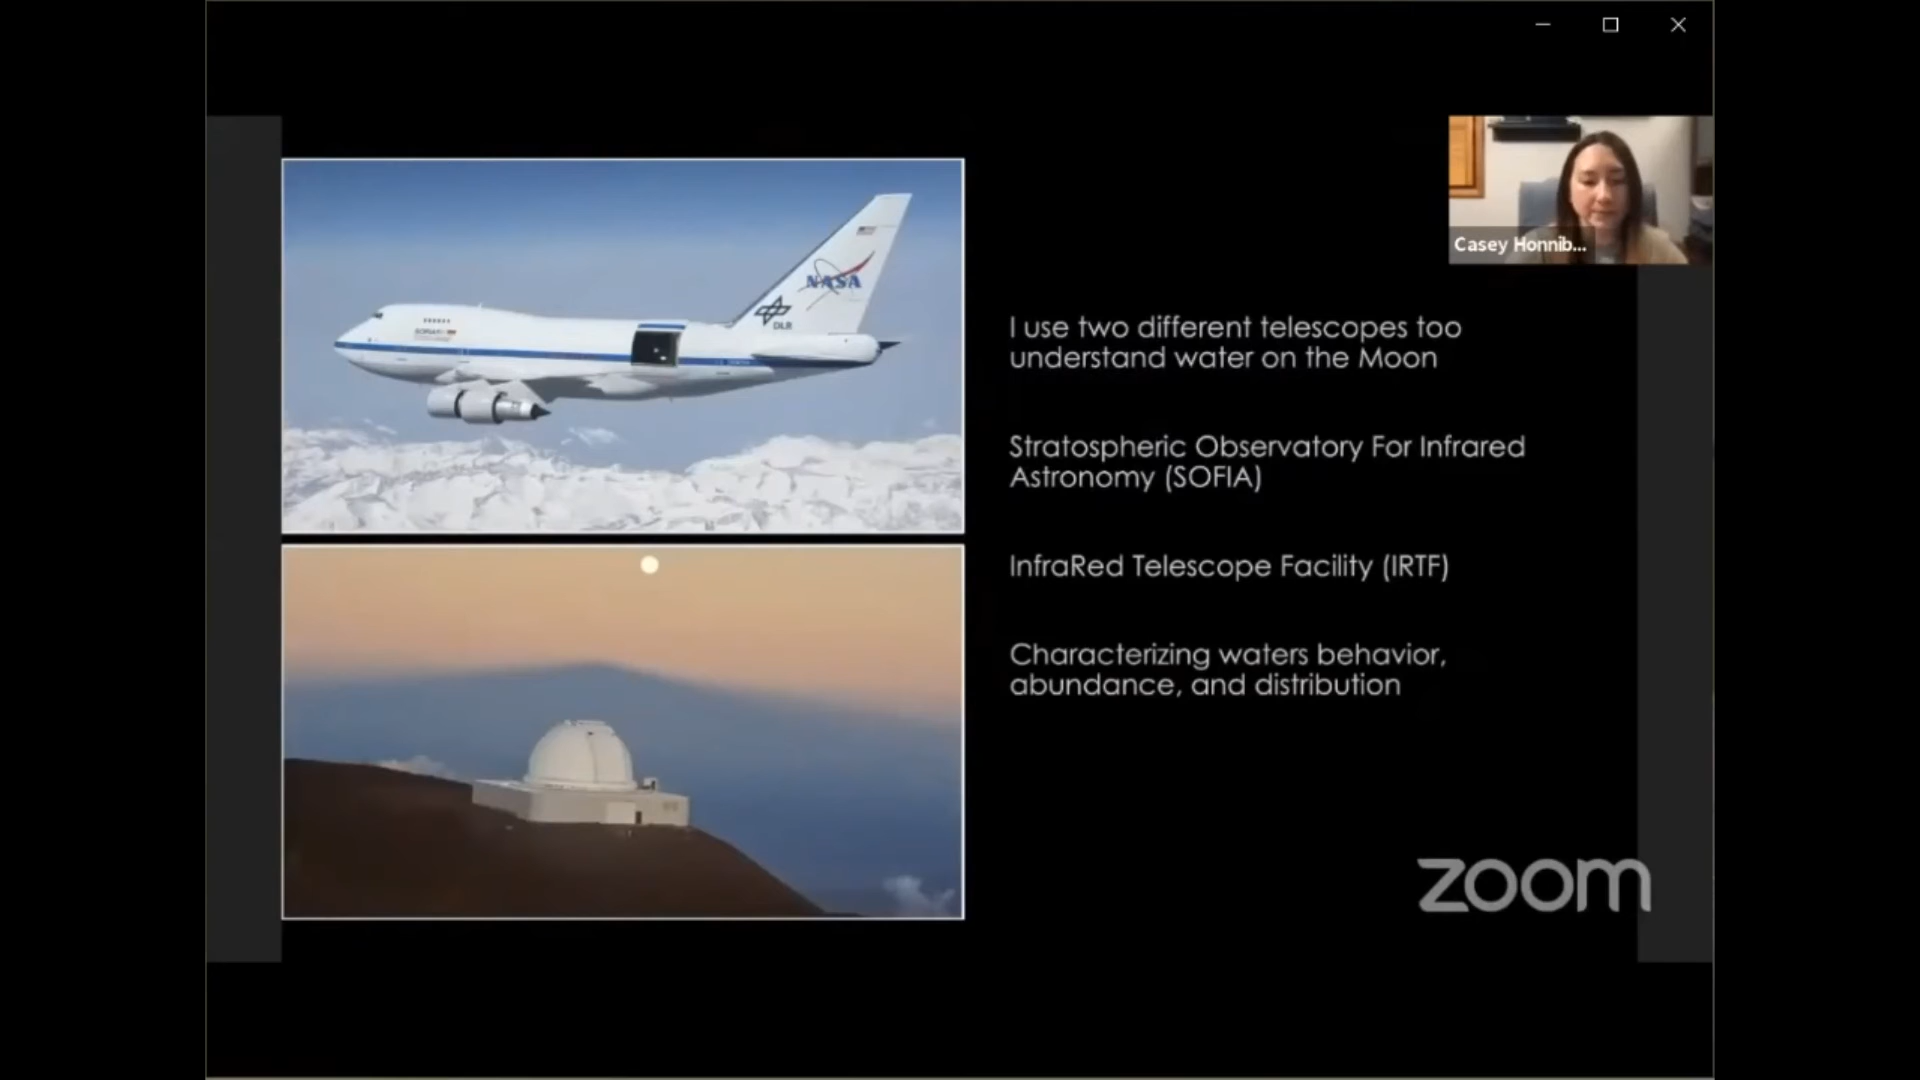 NASA
DLR
SOFIA
Casey Honnib...
I use two different telescopes too
understand water on the Moon
Stratospheric Observatory For Infrared
Astronomy (SOFIA)
InfraRed Telescope Facility (IRTF)
Characterizing waters behavior,
abundance, and distribution
zoom